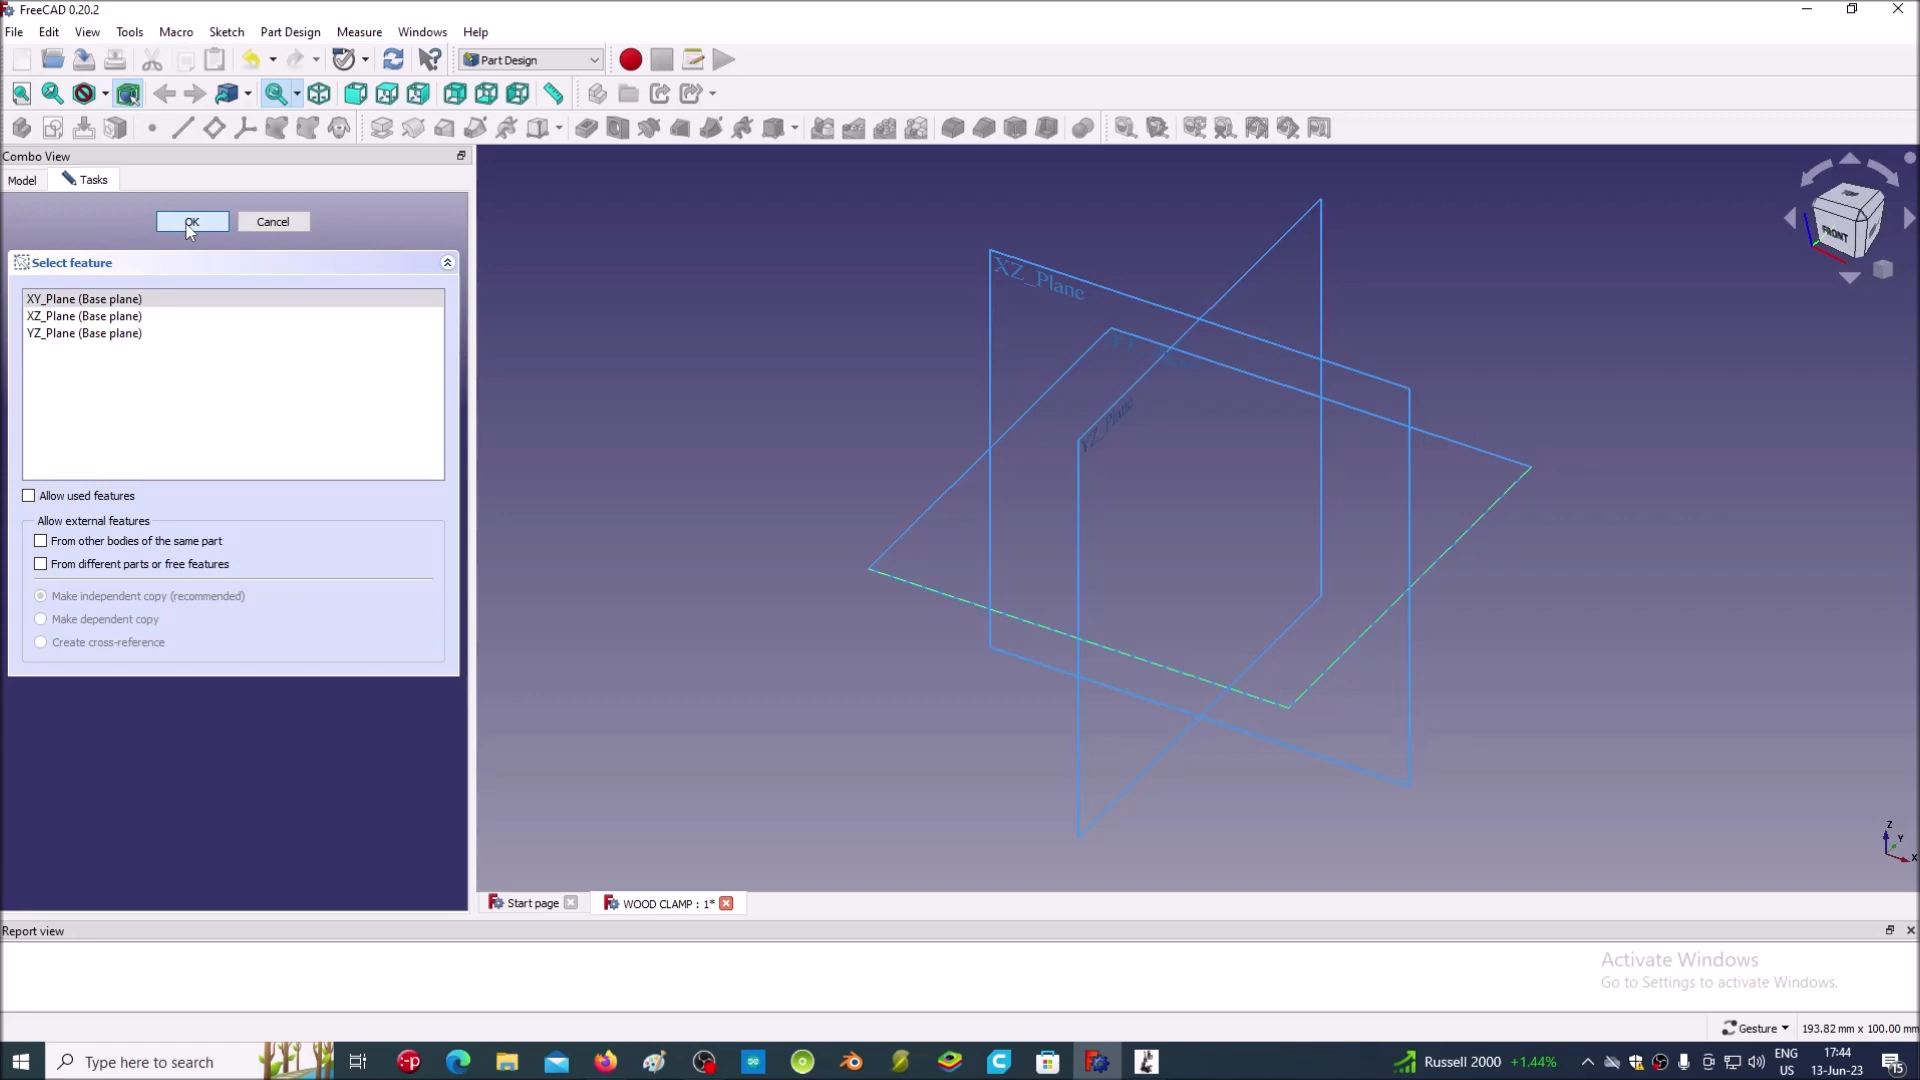 FreeCAD 0.20.2
File Edit View Tools Macro Sketch Part Design Measure Windows Help
Part Design
Combo View
Model Tasks
OK Cancel
Select feature
XY_Plane (Base plane)
XZ_Plane (Base plane)
YZ_Plane (Base plane)
Allow used features
Allow external features
From other bodies of the same part
From different parts or free features
Make independent copy (recommended)
Make dependent copy
Create cross-reference
XZ_Plane
YZ_Plane
FRONT
Z
Y
X
Start page WOOD CLAMP : 1*
Report view
Activate Windows
Go to Settings to activate Windows.
Gesture 193.82 mm x 100.00 mm
Type here to search
Russell 2000 +1.44%
ENG
US
17:44
13-Jun-23
15